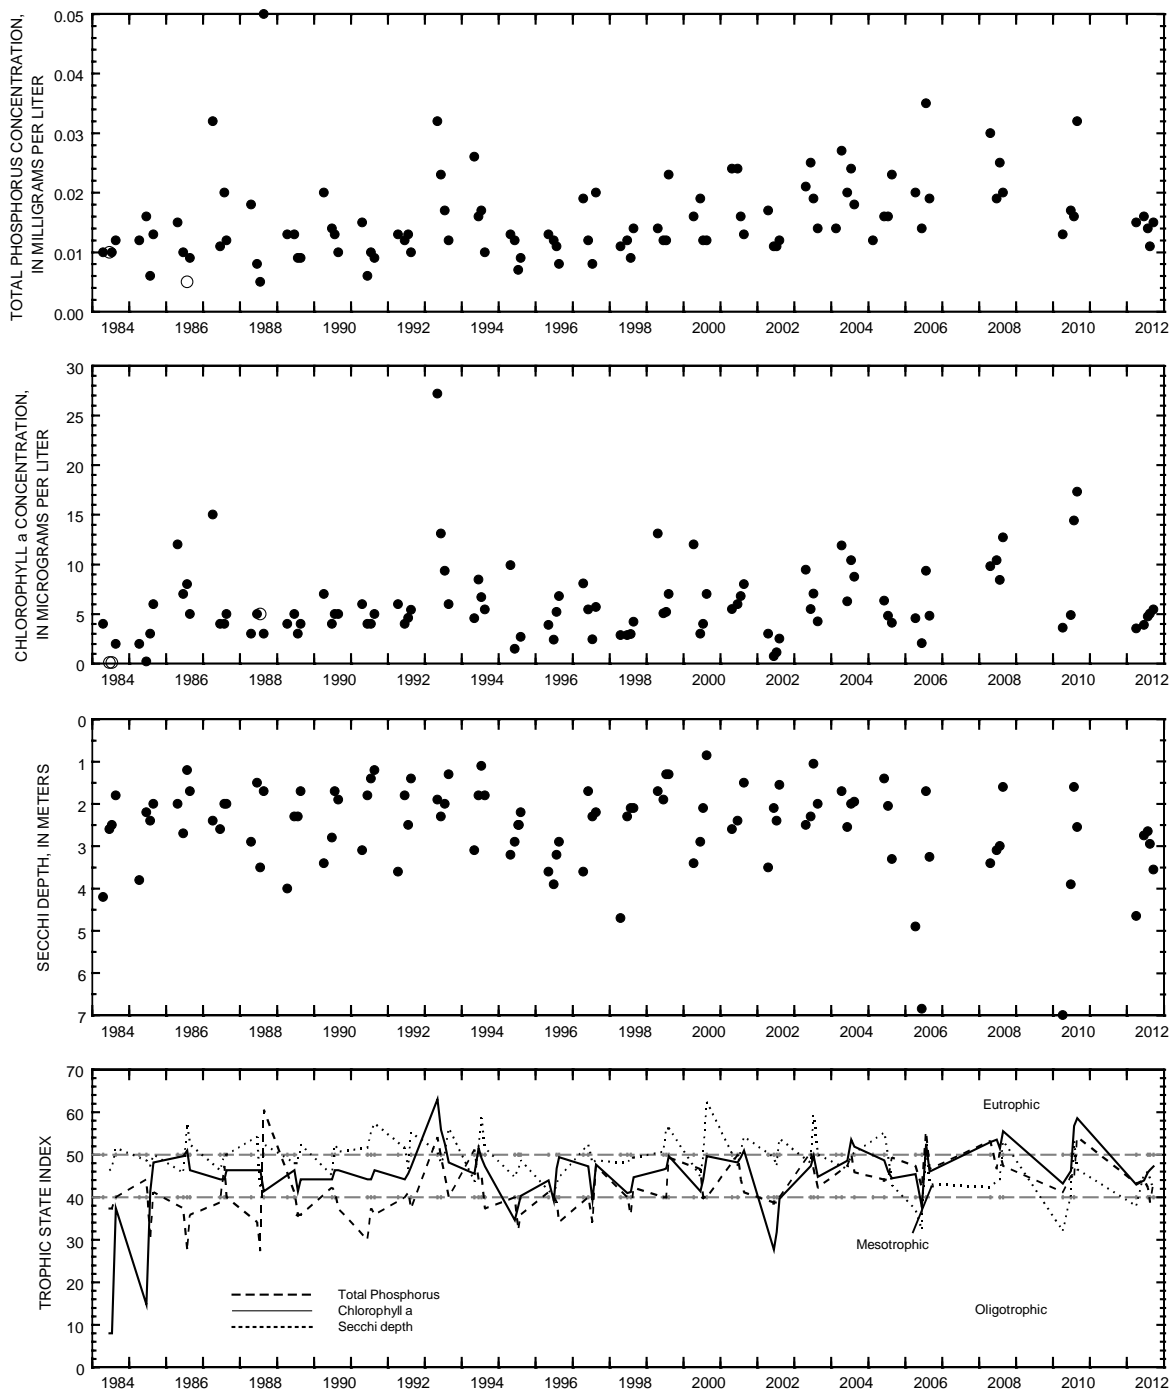 TOTAL PHOSPHORUS CONCENTRATION,
IN MILLIGRAMS PER LITER
0.05
0.04
0.03
0.02
0.01
0.00
1984 1986 1988 1990 1992 1994 1996 1998 2000 2002 2004 2006 2008 2010 2012
CHLOROPHYLL a CONCENTRATION,
IN MICROGRAMS PER LITER
30
25
20
15
10
5
0
1984 1986 1988 1990 1992 1994 1996 1998 2000 2002 2004 2006 2008 2010 2012
SECCHI DEPTH, IN METERS
0
1
2
3
4
5
6
7
1984 1986 1988 1990 1992 1994 1996 1998 2000 2002 2004 2006 2008 2010 2012
TROPHIC STATE INDEX
70
60
50
40
30
20
10
0
Eutrophic
Mesotrophic
Oligotrophic
Total Phosphorus
Chlorophyll a
Secchi depth
1984 1986 1988 1990 1992 1994 1996 1998 2000 2002 2004 2006 2008 2010 2012